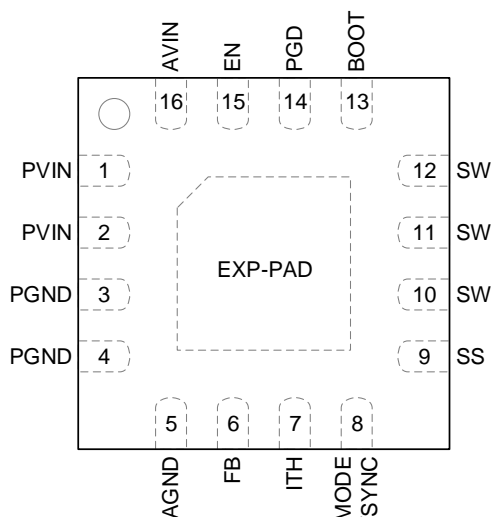 AVIN EN PGD BOOT
16 15 14 13
PVIN 1 12 SW
PVIN 2 11 SW
EXP-PAD
PGND 3 10 SW
PGND 4 9 SS
5 6 7 8
AGND FB ITH MODE
SYNC